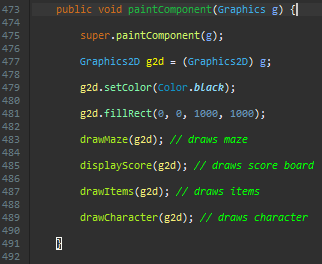 473 public void paintComponent(Graphics g) {
474
475 super.paintComponent(g);
476
477 Graphics2D g2d = (Graphics2D) g;
478
479 g2d.setColor(Color.black);
480
481 g2d.fillRect(0, 0, 1000, 1000);
482
483 drawMaze(g2d); // draws maze
484
485 displayScore(g2d); // draws score board
486
487 drawItems(g2d); // draws items
488
489 drawCharacter(g2d); // draws character
490
491 }
492